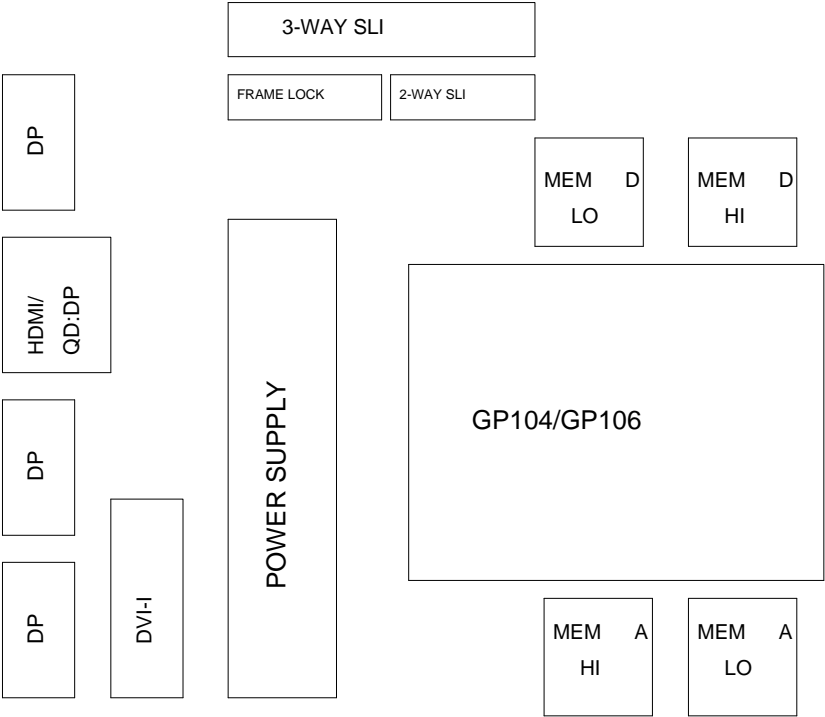 3-WAY SLI
FRAME LOCK
2-WAY SLI
DP
MEM D
LO
MEM D
HI
HDMI/
QD:DP
GP104/GP106
POWER SUPPLY
DP
DVI-I
DP
MEM A
HI
MEM A
LO